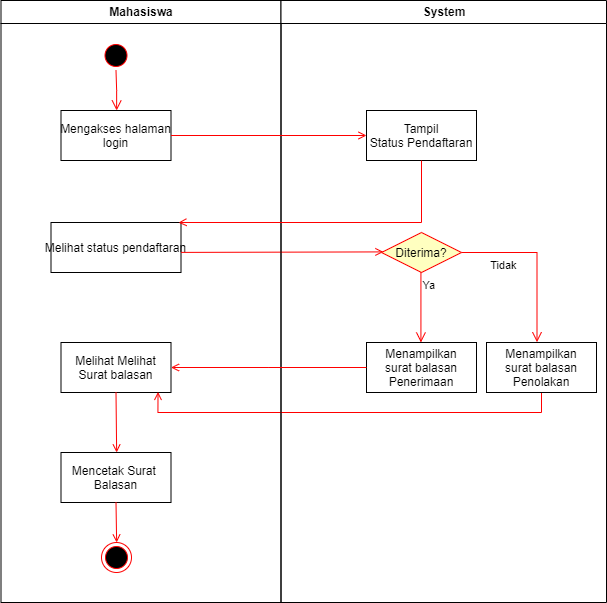 Mahasiswa
System
Mengakses halaman
login
Tampil
Status Pendaftaran
Melihat status pendaftaran
Diterima?
Tidak
Ya
Melihat Melihat
Surat balasan
Menampilkan
surat balasan
Penerimaan
Menampilkan
surat balasan
Penolakan
Mencetak Surat
Balasan